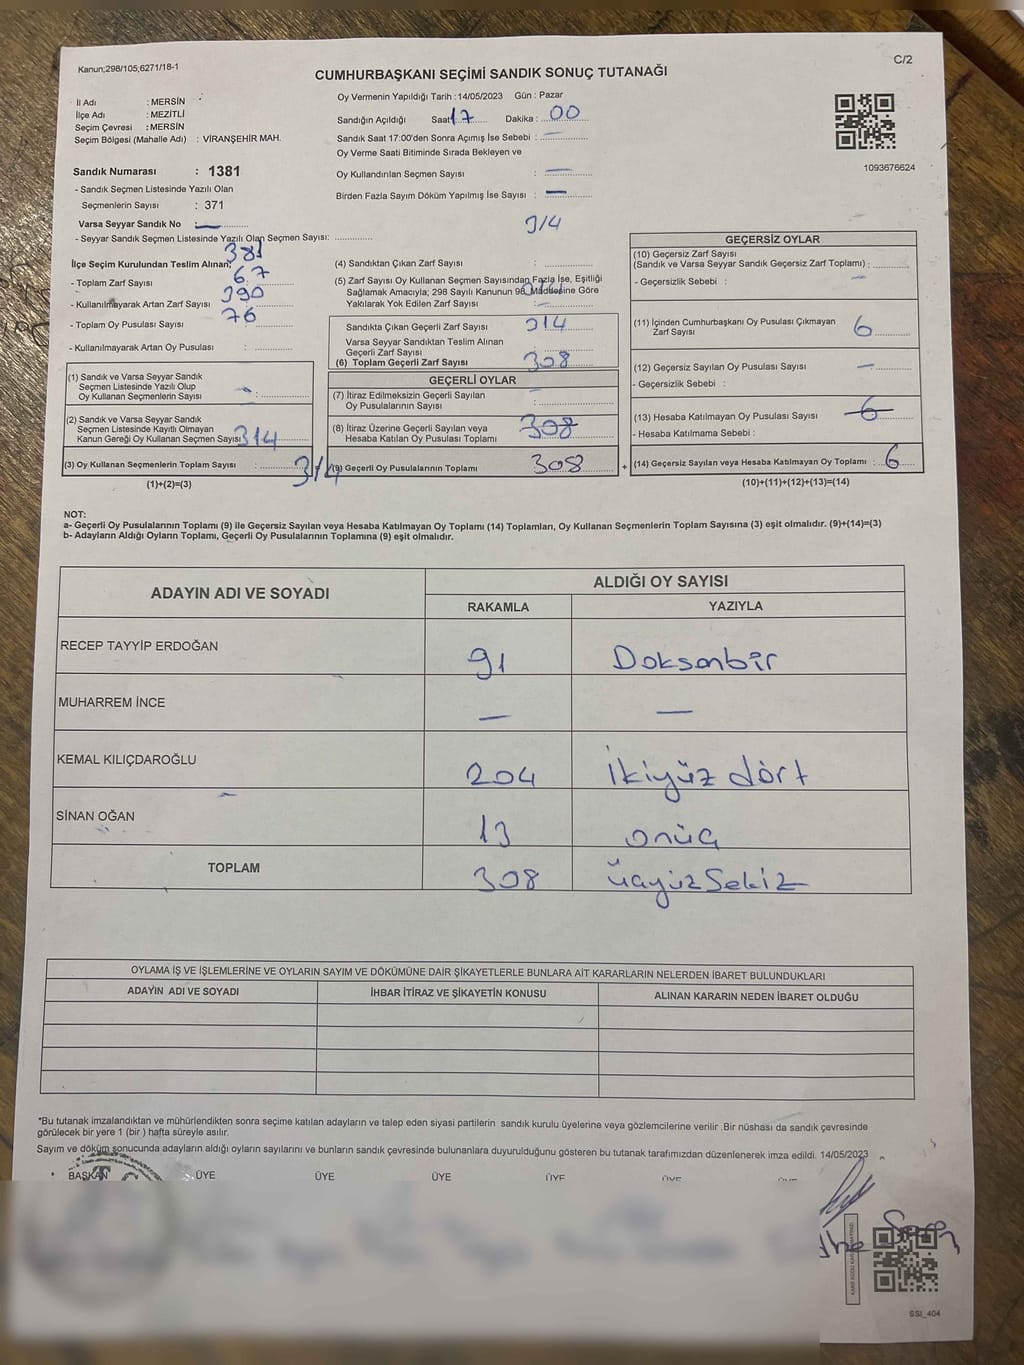 Kanun;298/105;6271/18-1
C/2
CUMHURBAŞKANI SEÇİMİ SANDIK SONUÇ TUTANAĞI
İl Adı : MERSİN
İlçe Adı : MEZİTLİ
Seçim Çevresi : MERSİN
Seçim Bölgesi (Mahalle Adı) : VİRANŞEHİR MAH.
Oy Vermenin Yapıldığı Tarih : 14/05/2023 Gün : Pazar
Sandığın Açıldığı Saat 17 Dakika : 00
Sandık Saat 17:00'den Sonra Açımış İse Sebebi : —
Oy Verme Saati Bitiminde Sırada Bekleyen ve
Oy Kullandırılan Seçmen Sayısı : —
Birden Fazla Sayım Döküm Yapılmış İse Sayısı : —
1093676624
Sandık Numarası : 1381
- Sandık Seçmen Listesinde Yazılı Olan
Seçmenlerin Sayısı : 371
Varsa Seyyar Sandık No : —
- Seyyar Sandık Seçmen Listesinde Yazılı Olan Seçmen Sayısı:
İlçe Seçim Kurulundan Teslim Alınan; 381
- Toplam Zarf Sayısı 67
- Kullanılmayarak Artan Zarf Sayısı 390
- Toplam Oy Pusulası Sayısı 76
- Kullanılmayarak Artan Oy Pusulası :
(1) Sandık ve Varsa Seyyar Sandık
Seçmen Listesinde Yazılı Olup
Oy Kullanan Seçmenlerin Sayısı :
(2) Sandık ve Varsa Seyyar Sandık
Seçmen Listesinde Kayıtlı Olmayan
Kanun Gereği Oy Kullanan Seçmen Sayısı 314
(3) Oy Kullanan Seçmenlerin Toplam Sayısı : 314
(1)+(2)=(3)
314
(4) Sandıktan Çıkan Zarf Sayısı :
(5) Zarf Sayısı Oy Kullanan Seçmen Sayısından Fazla İse, Eşitliği
Sağlamak Amacıyla; 298 Sayılı Kanunun 98. Maddesine Göre
Yakılarak Yok Edilen Zarf Sayısı : —
Sandıkta Çıkan Geçerli Zarf Sayısı 314
Varsa Seyyar Sandıktan Teslim Alınan
Geçerli Zarf Sayısı :
(6) Toplam Geçerli Zarf Sayısı 308
GEÇERLİ OYLAR
(7) İtiraz Edilmeksizin Geçerli Sayılan
Oy Pusulalarının Sayısı :
(8) İtiraz Üzerine Geçerli Sayılan veya
Hesaba Katılan Oy Pusulası Toplamı 308
(9) Geçerli Oy Pusulalarının Toplamı 308
+
GEÇERSİZ OYLAR
(10) Geçersiz Zarf Sayısı
(Sandık ve Varsa Seyyar Sandık Geçersiz Zarf Toplamı) :
- Geçersizlik Sebebi : —
(11) İçinden Cumhurbaşkanı Oy Pusulası Çıkmayan
Zarf Sayısı 6
(12) Geçersiz Sayılan Oy Pusulası Sayısı —
- Geçersizlik Sebebi :
(13) Hesaba Katılmayan Oy Pusulası Sayısı 6
- Hesaba Katılmama Sebebi :
(14) Geçersiz Sayılan veya Hesaba Katılmayan Oy Toplamı : 6
(10)+(11)+(12)+(13)=(14)
NOT:
a- Geçerli Oy Pusulalarının Toplamı (9) ile Geçersiz Sayılan veya Hesaba Katılmayan Oy Toplamı (14) Toplamları, Oy Kullanan Seçmenlerin Toplam Sayısına (3) eşit olmalıdır. (9)+(14)=(3)
b- Adayların Aldığı Oyların Toplamı, Geçerli Oy Pusulalarının Toplamına (9) eşit olmalıdır.
ADAYIN ADI VE SOYADI
ALDIĞI OY SAYISI
RAKAMLA YAZIYLA
RECEP TAYYİP ERDOĞAN 91 Doksanbir
MUHARREM İNCE — —
KEMAL KILIÇDAROĞLU 204 İkiyüz dört
SİNAN OĞAN 13 onüç
TOPLAM 308 üçyüz Sekiz
OYLAMA İŞ VE İŞLEMLERİNE VE OYLARIN SAYIM VE DÖKÜMÜNE DAİR ŞİKAYETLERLE BUNLARA AİT KARARLARIN NELERDEN İBARET BULUNDUKLARI
ADAYIN ADI VE SOYADI İHBAR İTİRAZ VE ŞİKAYETİN KONUSU ALINAN KARARIN NEDEN İBARET OLDUĞU
*Bu tutanak imzalandıktan ve mühürlendikten sonra seçime katılan adayların ve talep eden siyasi partilerin sandık kurulu üyelerine veya gözlemcilerine verilir .Bir nüshası da sandık çevresinde
görülecek bir yere 1 (bir ) hafta süreyle asılır.
Sayım ve döküm sonucunda adayların aldığı oyların sayılarını ve bunların sandık çevresinde bulunanlara duyurulduğunu gösteren bu tutanak tarafımızdan düzenlenerek imza edildi. 14/05/2023
BAŞKAN ÜYE ÜYE ÜYE ÜYE ÜYE ÜYE
SSI_404